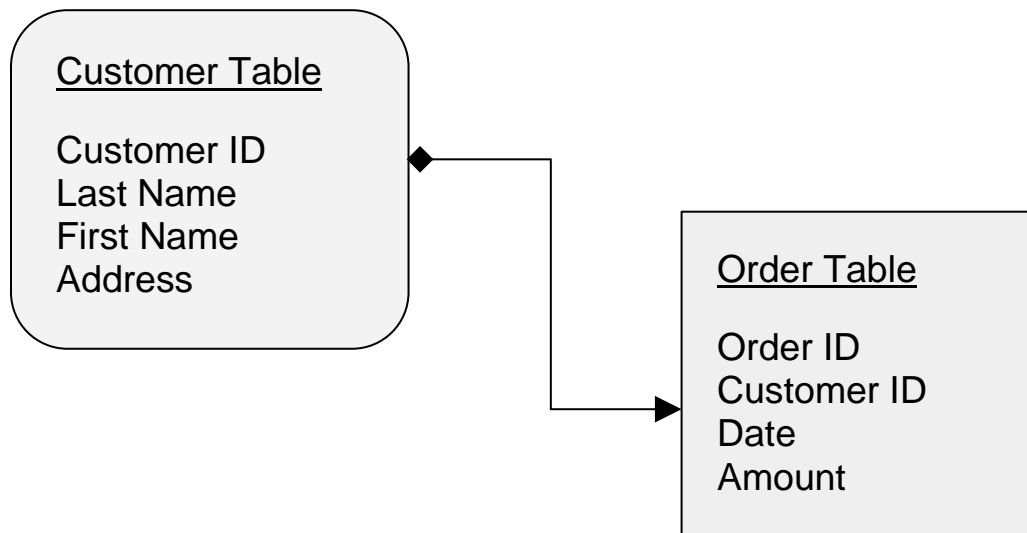 Customer Table
Customer ID
Last Name
First Name
Address
Order Table
Order ID
Customer ID
Date
Amount